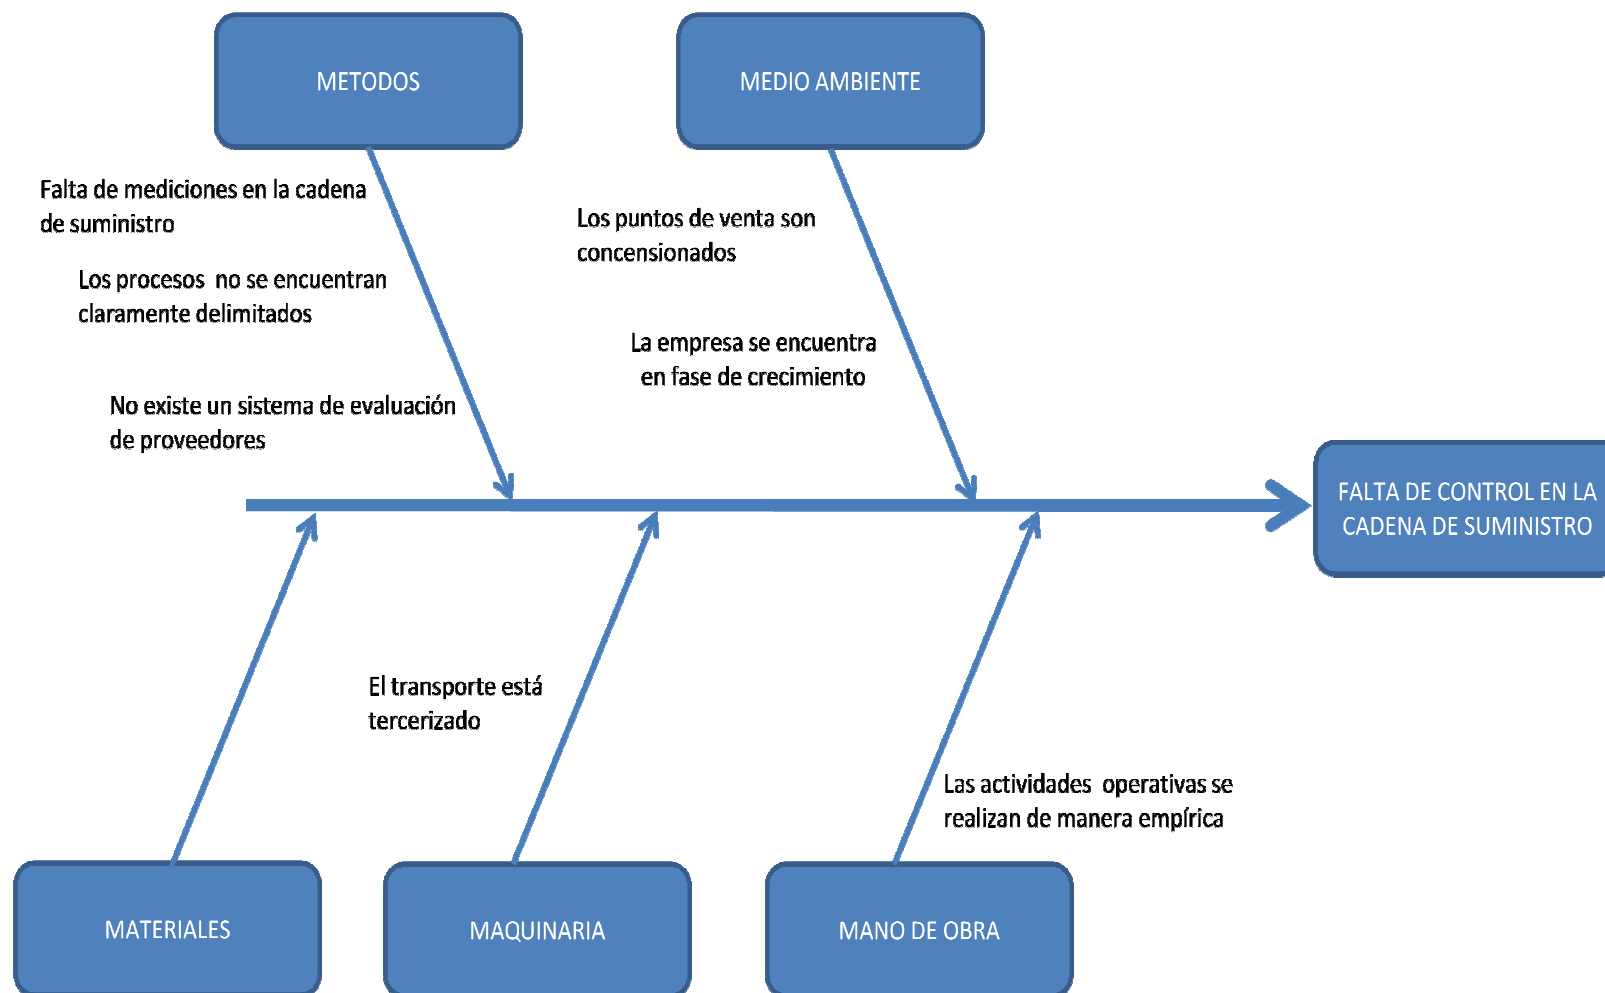 METODOS
MEDIO AMBIENTE
Falta de mediciones en la cadena
de suministro
Los procesos no se encuentran
claramente delimitados
No existe un sistema de evaluación
de proveedores
Los puntos de venta son
concensionados
La empresa se encuentra
en fase de crecimiento
FALTA DE CONTROL EN LA
CADENA DE SUMINISTRO
El transporte está
tercerizado
Las actividades operativas se
realizan de manera empírica
MATERIALES
MAQUINARIA
MANO DE OBRA